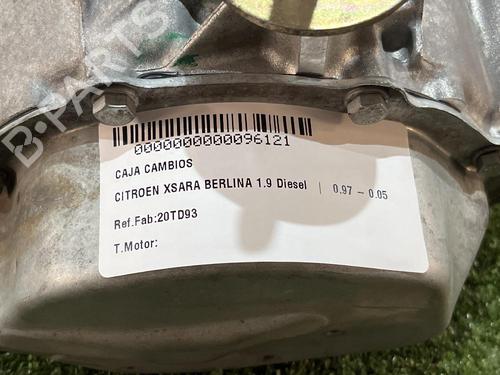 B-PARTS
0000000000096121
CAJA CAMBIOS
CITROEN XSARA BERLINA 1.9 Diesel | 0.97 - 0.05
Ref.Fab:20TD93
T.Motor: